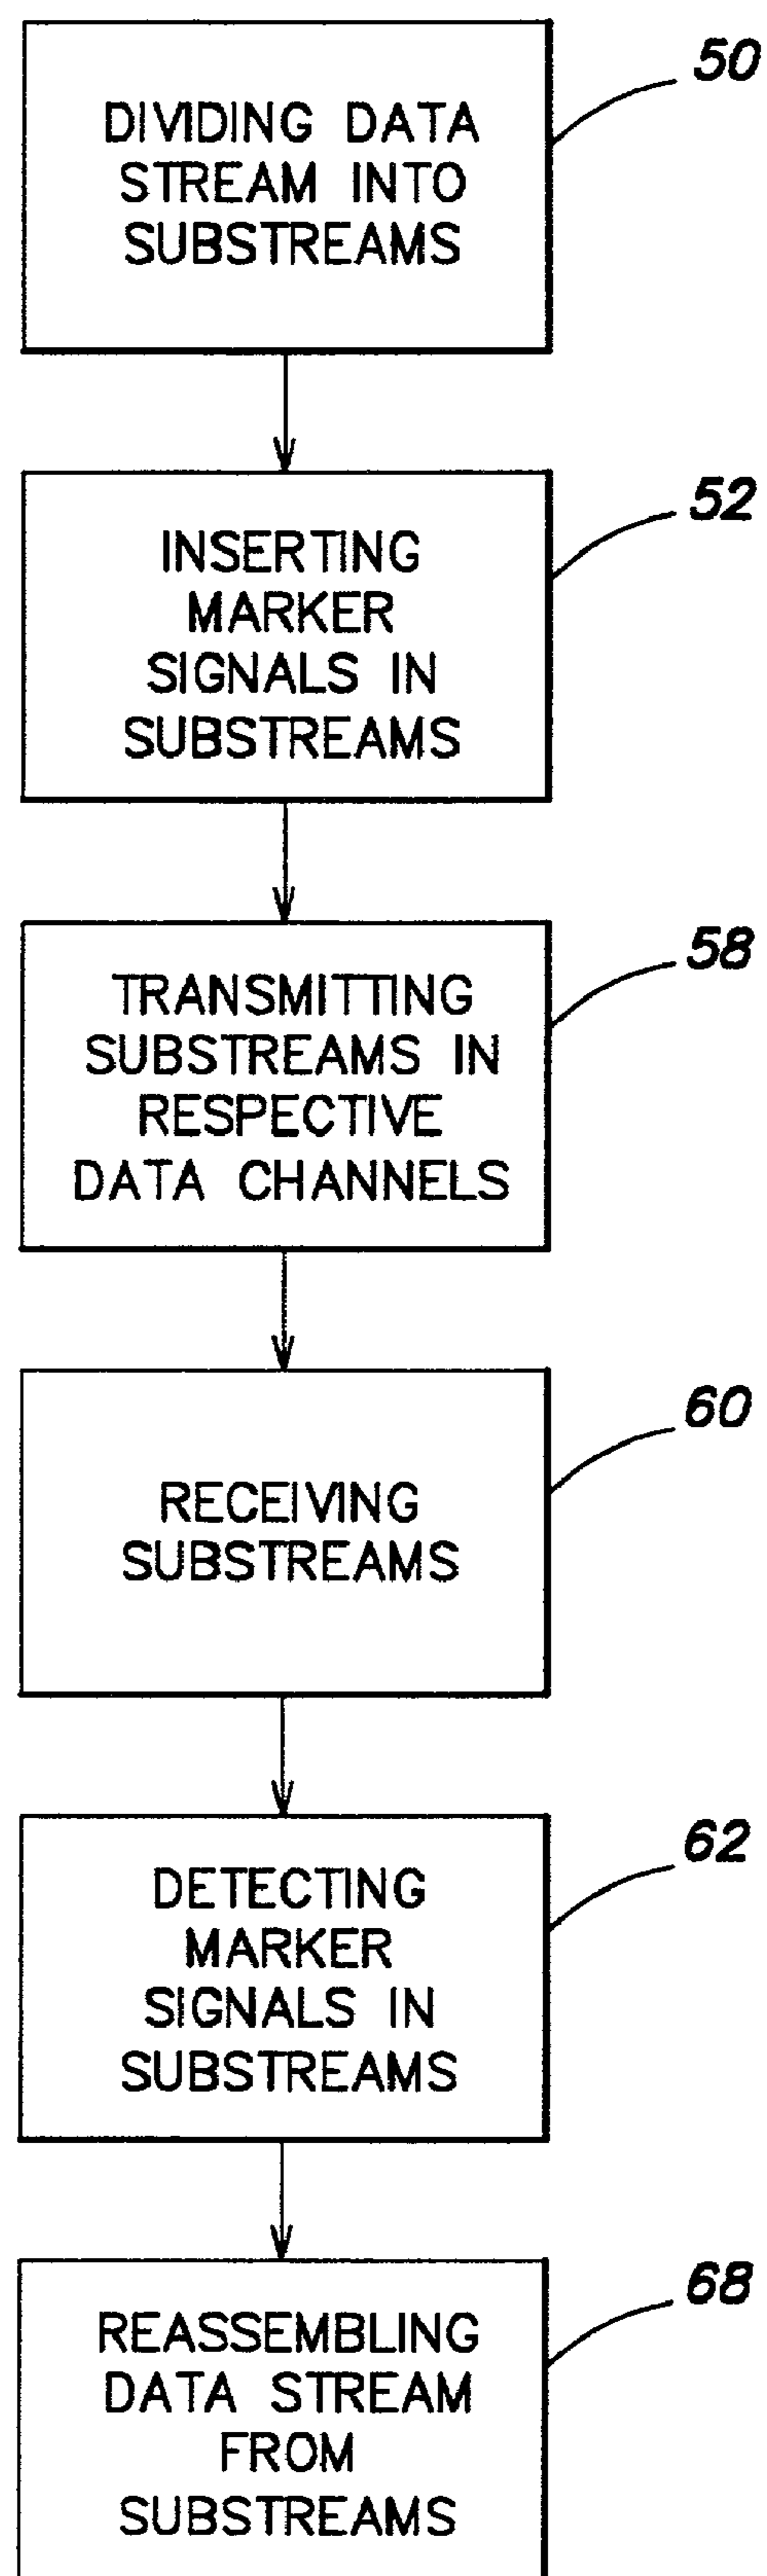 50
DIVIDING DATA
STREAM INTO
SUBSTREAMS
52
INSERTING
MARKER
SIGNALS IN
SUBSTREAMS
58
TRANSMITTING
SUBSTREAMS IN
RESPECTIVE
DATA CHANNELS
60
RECEIVING
SUBSTREAMS
62
DETECTING
MARKER
SIGNALS IN
SUBSTREAMS
68
REASSEMBLING
DATA STREAM
FROM
SUBSTREAMS